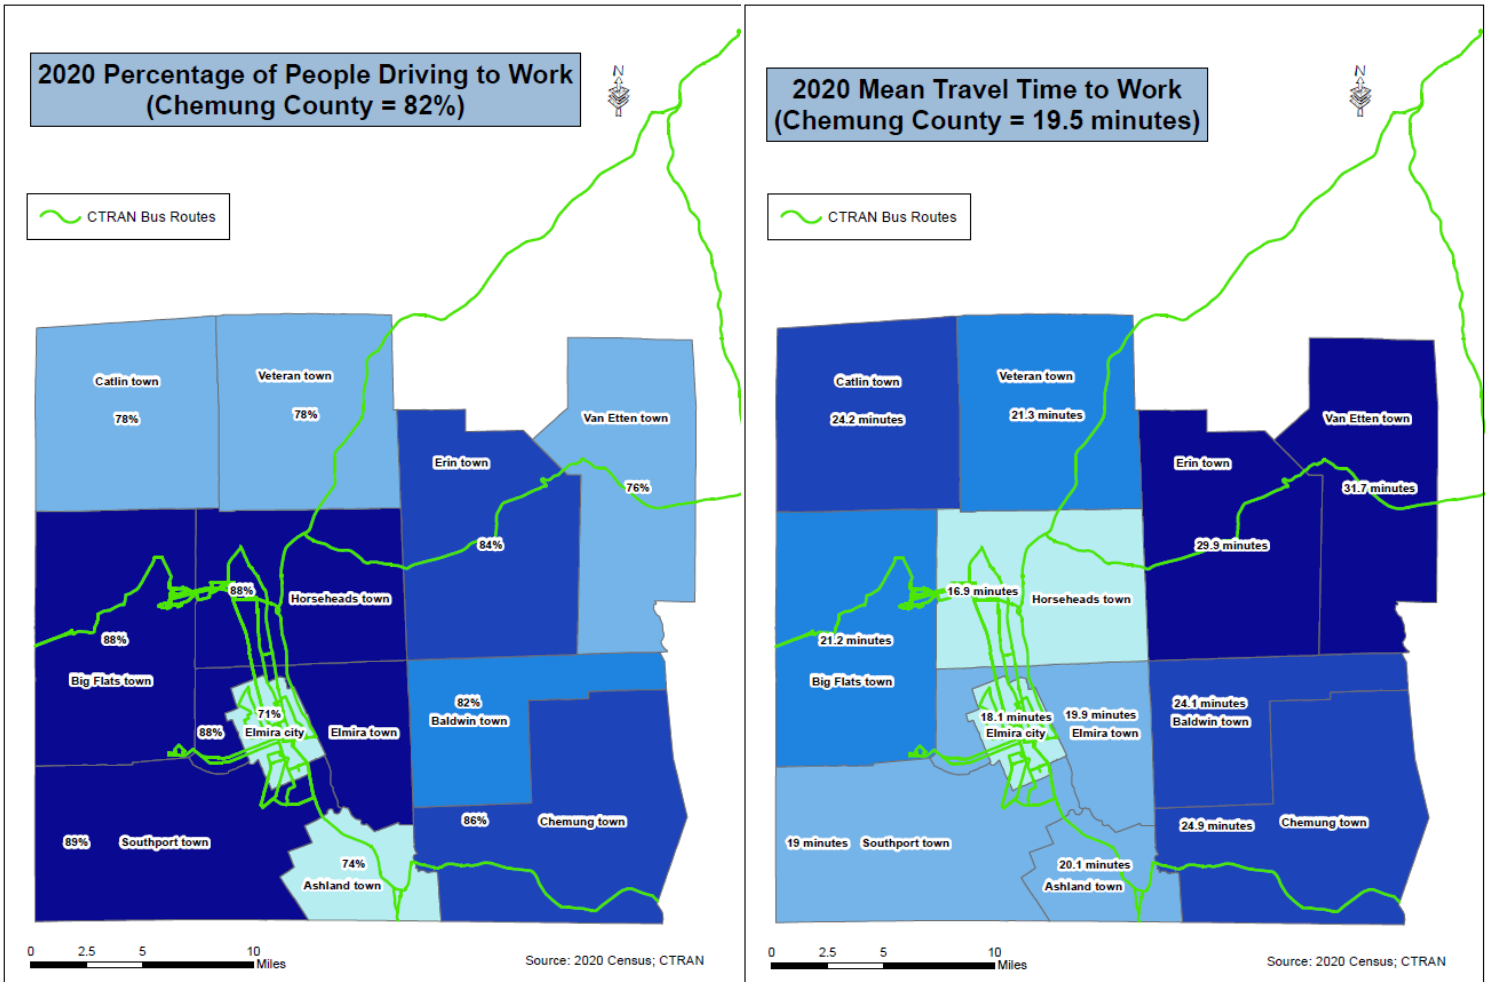 2020 Percentage of People Driving to Work
(Chemung County = 82%)
N
CTRAN Bus Routes
Catlin town
78%
Veteran town
78%
Van Etten town
76%
Erin town
84%
88%
Horseheads town
88%
Big Flats town
71%
Elmira city
88%
Elmira town
82%
Baldwin town
86%
Chemung town
89%
Southport town
74%
Ashland town
0 2.5 5 10
Miles
Source: 2020 Census; CTRAN
2020 Mean Travel Time to Work
(Chemung County = 19.5 minutes)
N
CTRAN Bus Routes
Catlin town
24.2 minutes
Veteran town
21.3 minutes
Van Etten town
31.7 minutes
Erin town
29.9 minutes
16.9 minutes
Horseheads town
21.2 minutes
Big Flats town
18.1 minutes
Elmira city
19.9 minutes
Elmira town
24.1 minutes
Baldwin town
24.9 minutes
Chemung town
19 minutes
Southport town
20.1 minutes
Ashland town
0 2.5 5 10
Miles
Source: 2020 Census; CTRAN